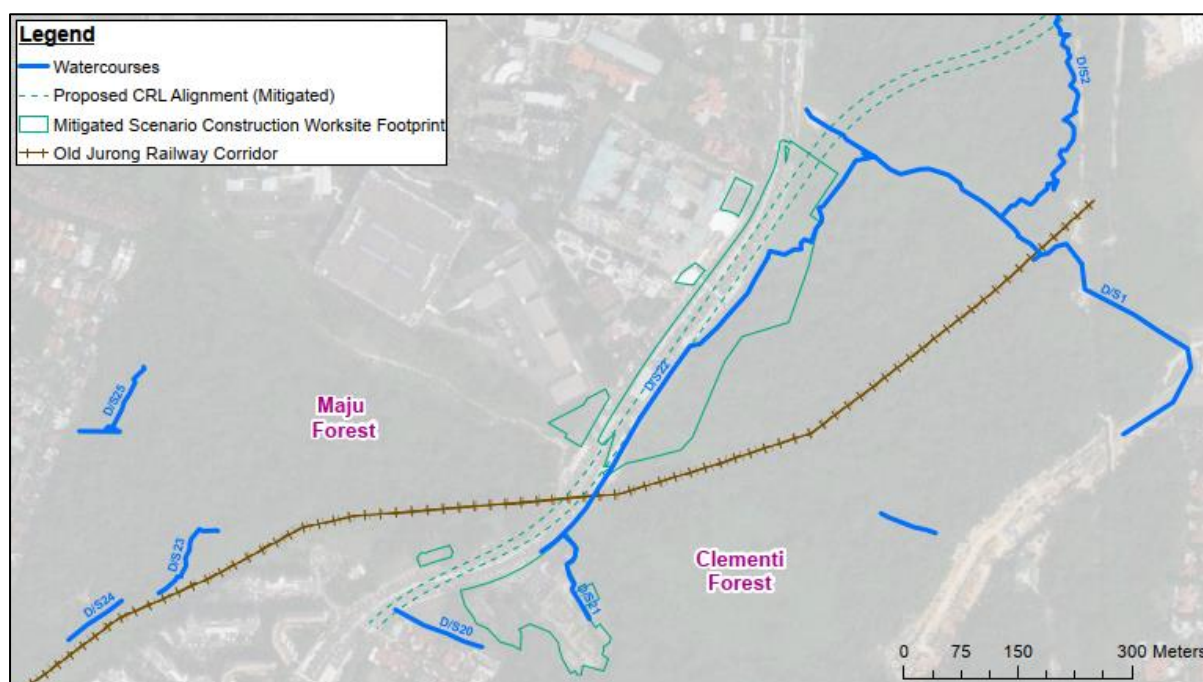 Legend
Watercourses
Proposed CRL Alignment (Mitigated)
Mitigated Scenario Construction Worksite Footprint
Old Jurong Railway Corridor
D/S2
D/S1
D/S22
D/S25
Maju
Forest
D/S23
D/S24
Clementi
Forest
D/S21
D/S20
0 75 150 300 Meters